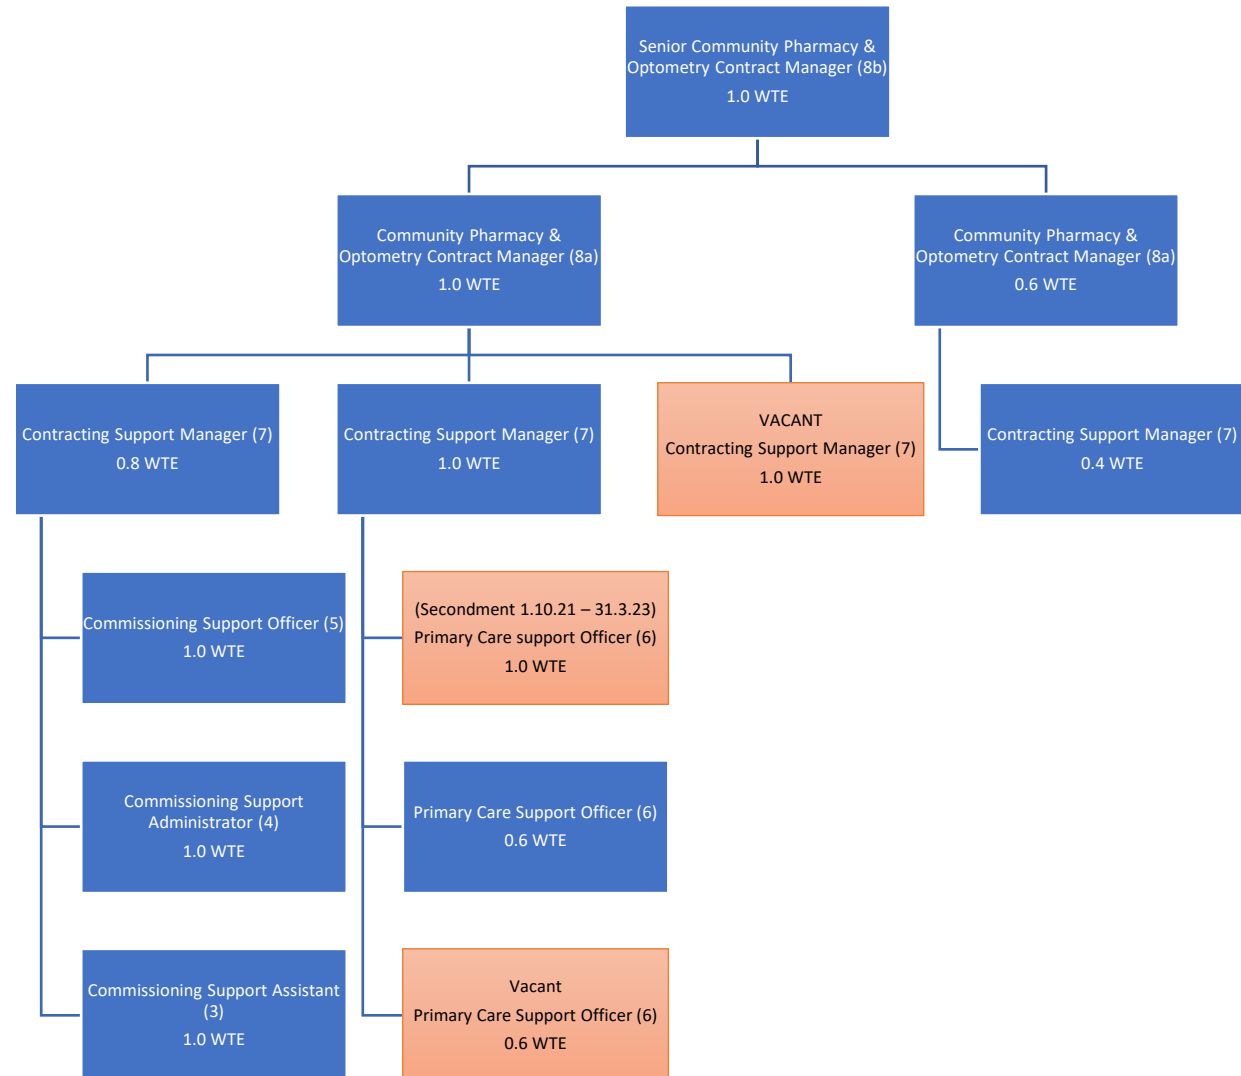 Senior Community Pharmacy &
Optometry Contract Manager (8b)
1.0 WTE
Community Pharmacy &
Optometry Contract Manager (8a)
1.0 WTE
Community Pharmacy &
Optometry Contract Manager (8a)
0.6 WTE
Contracting Support Manager (7)
0.8 WTE
Contracting Support Manager (7)
1.0 WTE
VACANT
Contracting Support Manager (7)
1.0 WTE
Contracting Support Manager (7)
0.4 WTE
Commissioning Support Officer (5)
1.0 WTE
(Secondment 1.10.21 – 31.3.23)
Primary Care support Officer (6)
1.0 WTE
Commissioning Support
Administrator (4)
1.0 WTE
Primary Care Support Officer (6)
0.6 WTE
Commissioning Support Assistant
(3)
1.0 WTE
Vacant
Primary Care Support Officer (6)
0.6 WTE